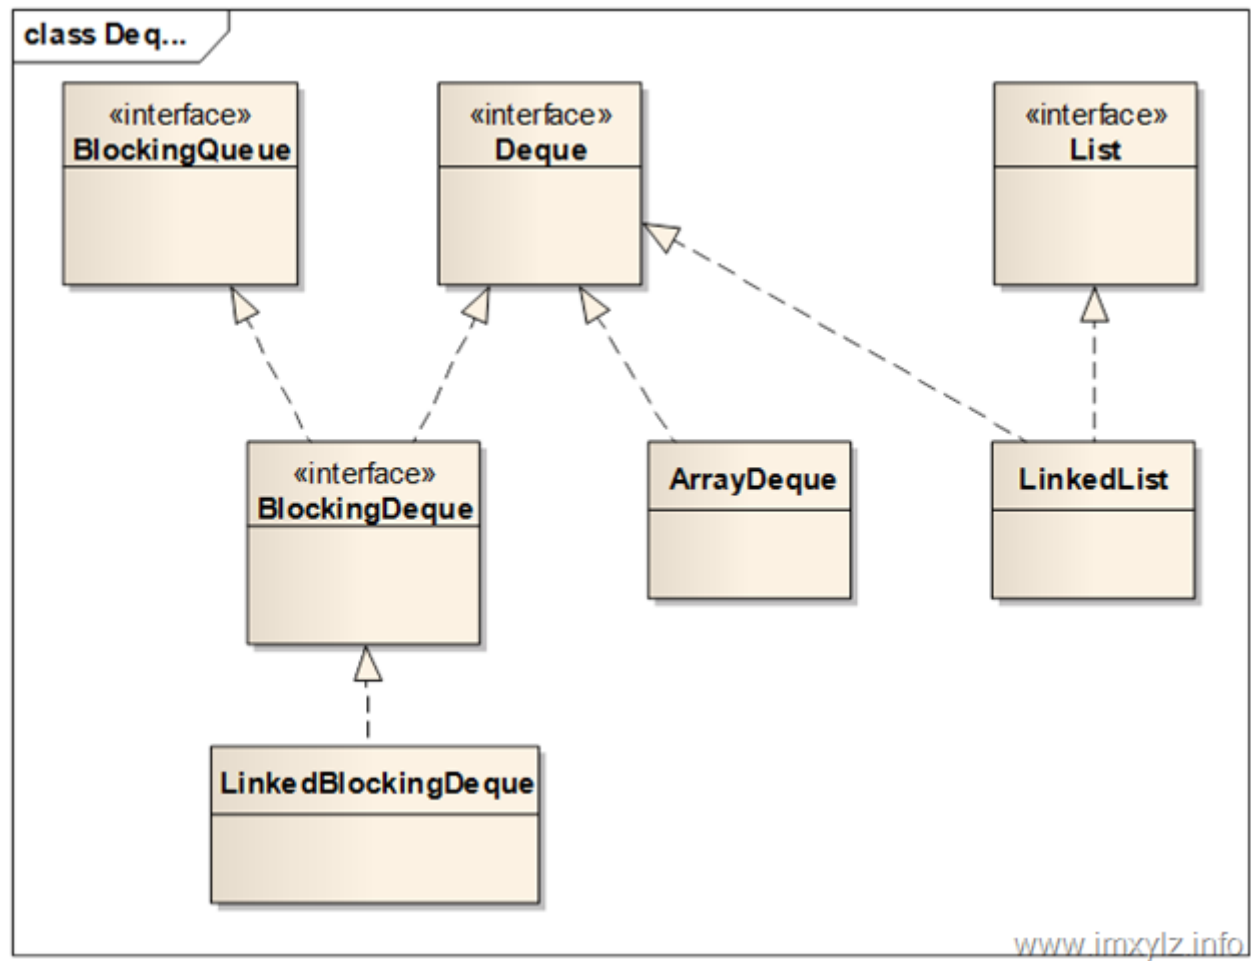 class Deq...
«interface»
BlockingQueue
«interface»
Deque
«interface»
List
«interface»
BlockingDeque
ArrayDeque
LinkedList
LinkedBlockingDeque
www.imxylz.info